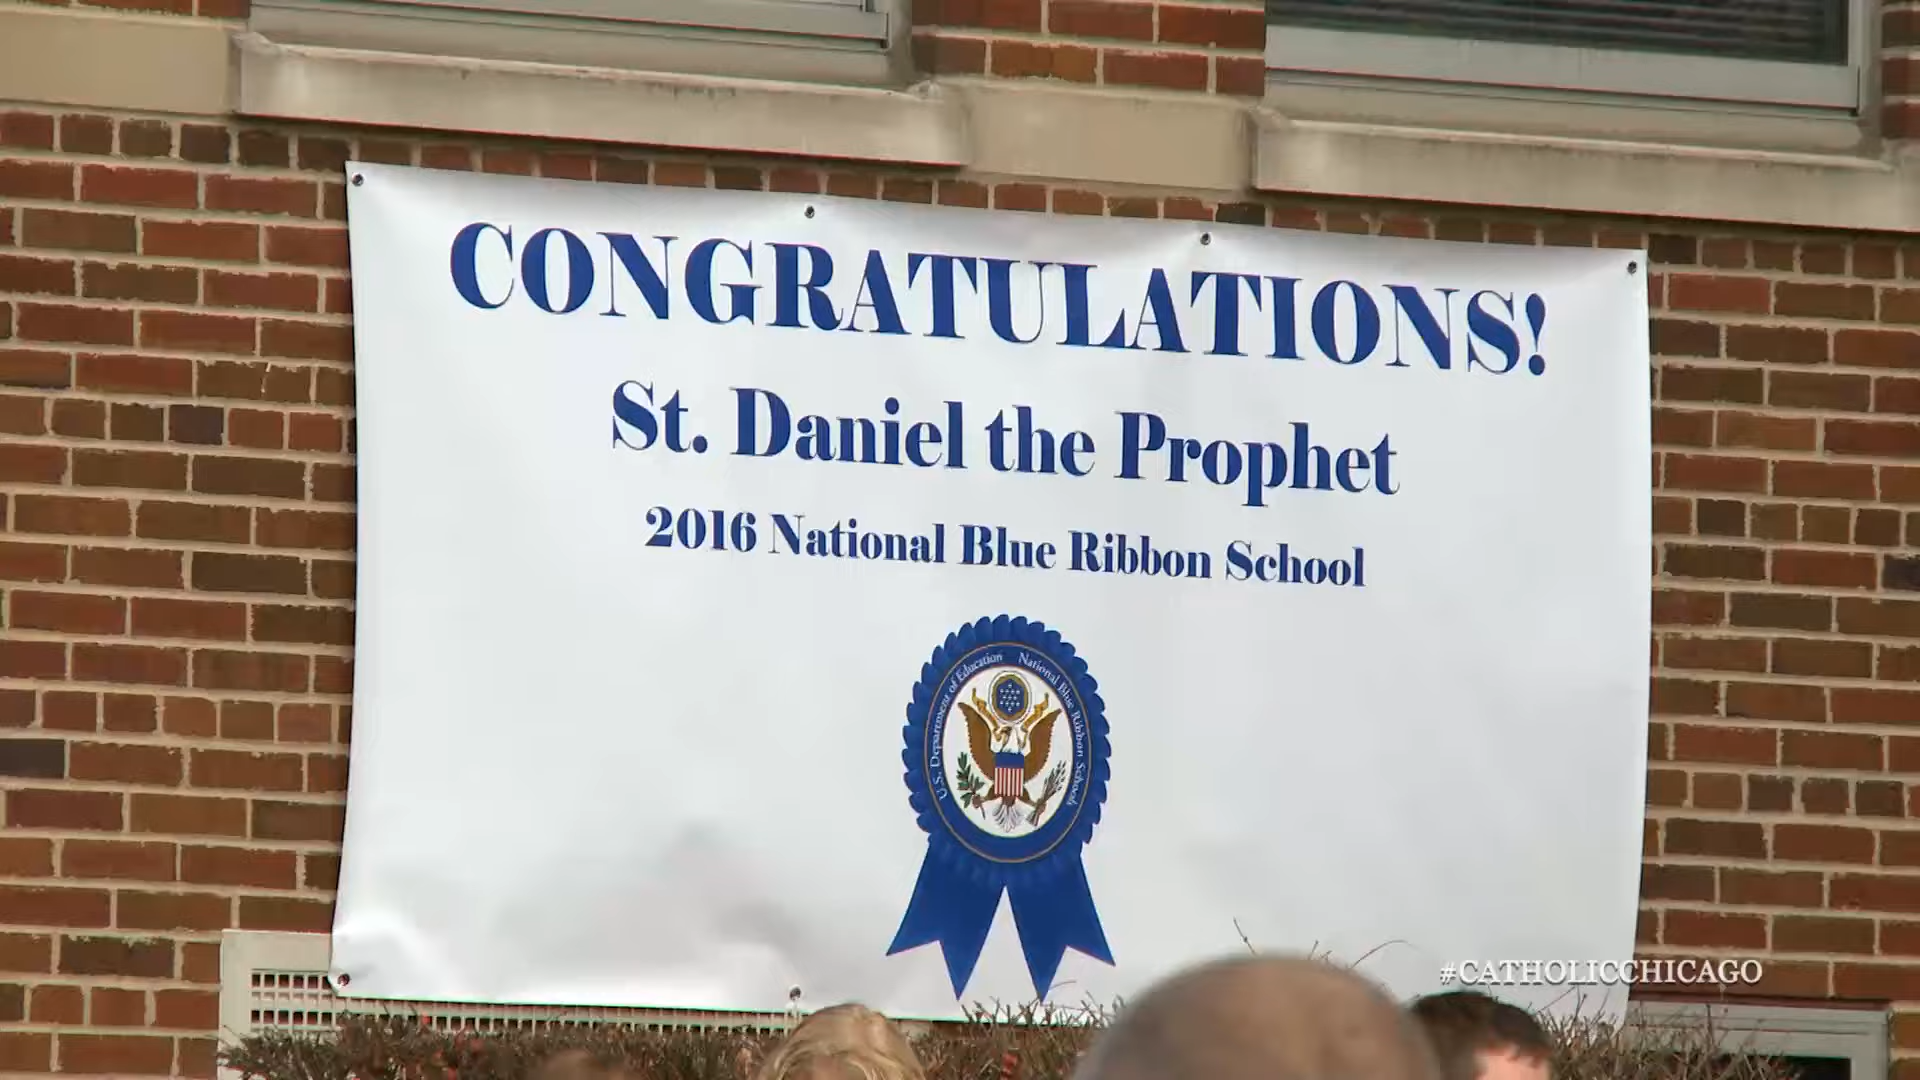 CONGRATULATIONS!
St. Daniel the Prophet
2016 National Blue Ribbon School
U.S. Department of Education National Blue Ribbon Schools
#CATHOLICCHICAGO